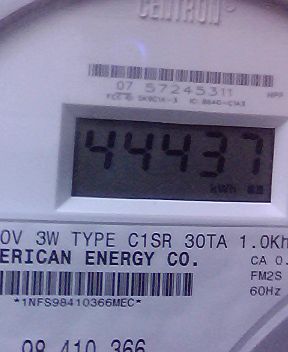 CENTRON
07 57245311
44437
kWh
0V 3W TYPE C1SR 30TA 1.0Kh
ERICAN ENERGY CO.
CA 0.
FM2S
60Hz
*1NFS98410366MEC*
98 410 366